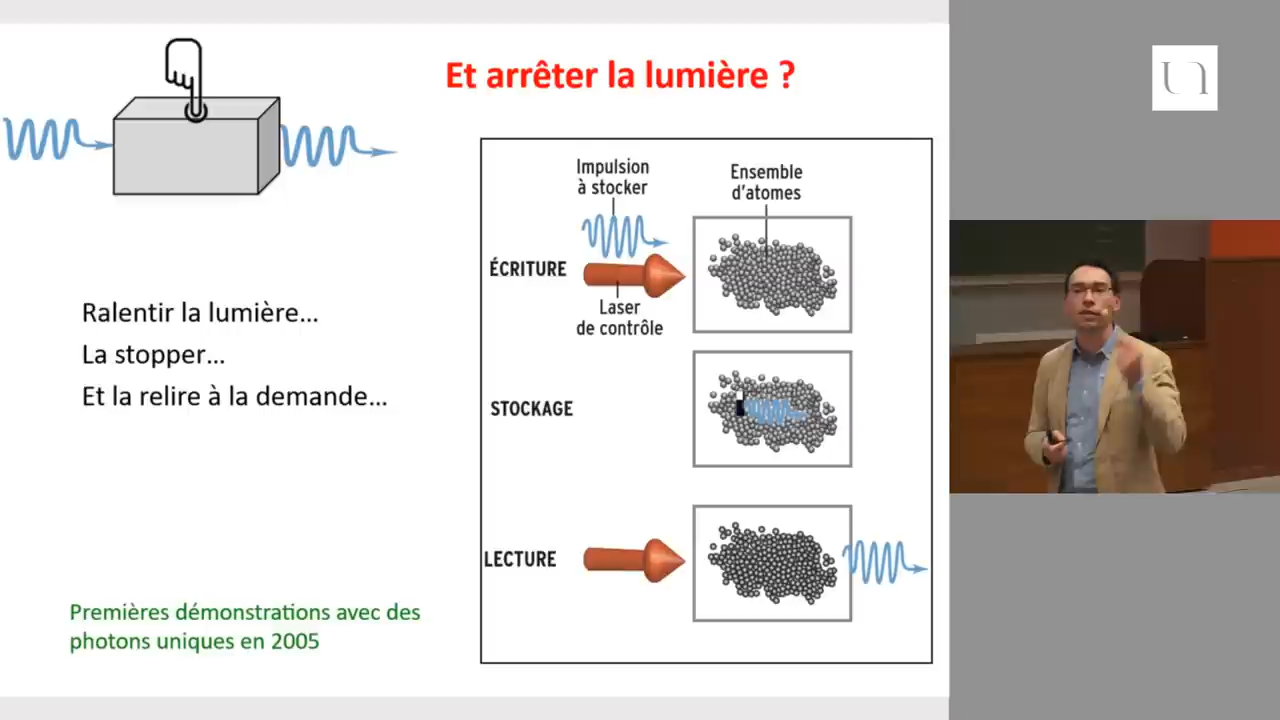 Et arrêter la lumière ?
Impulsion
à stocker
Ensemble
d'atomes
ÉCRITURE
Laser
de contrôle
Ralentir la lumière...
La stopper...
Et la relire à la demande...
STOCKAGE
LECTURE
Premières démonstrations avec des
photons uniques en 2005